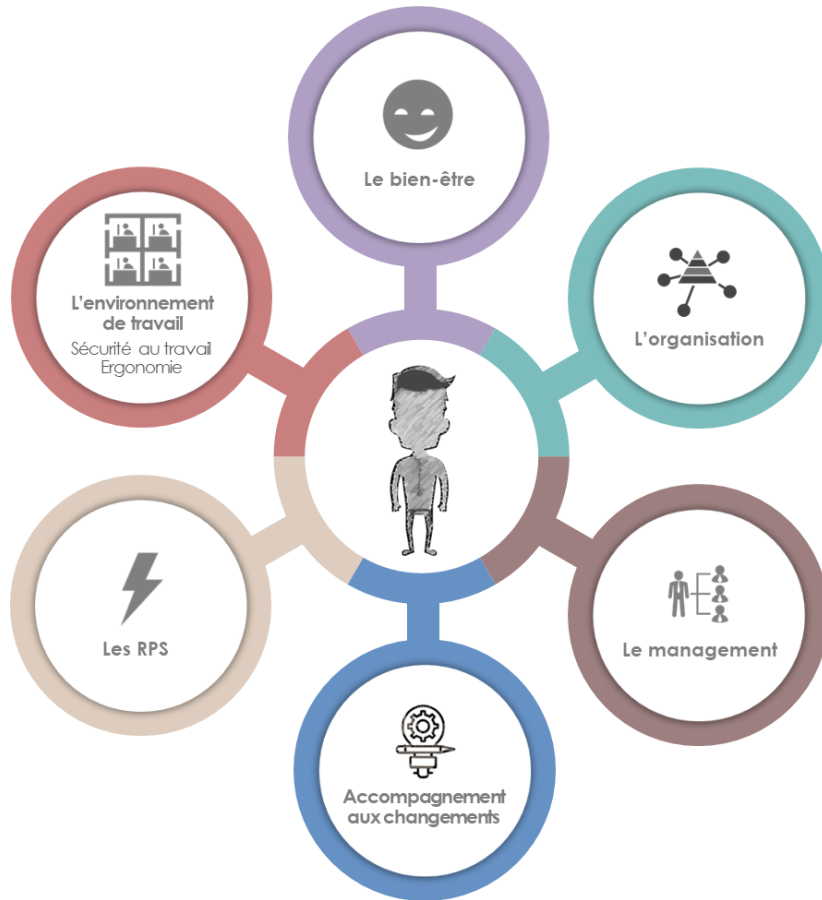 Le bien-être
L'organisation
Le management
Accompagnement
aux changements
Les RPS
L'environnement
de travail
Sécurité au travail
Ergonomie